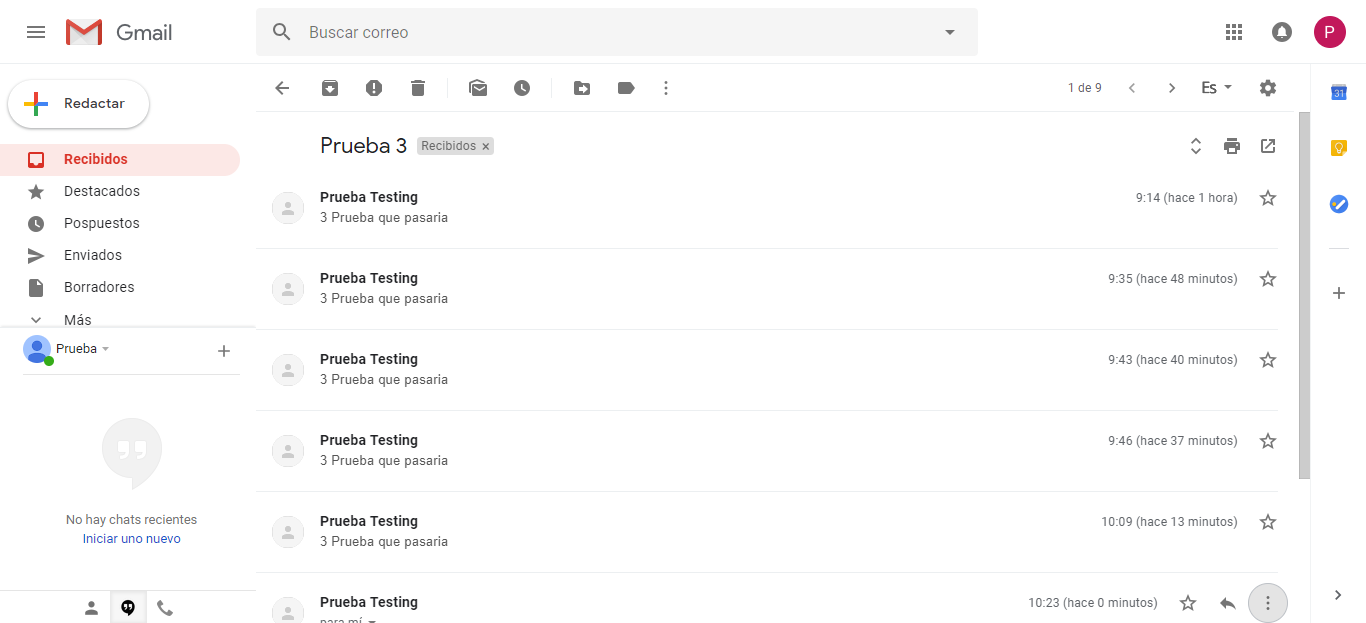 Gmail
Buscar correo
P
Redactar
1 de 9
Es
31
Recibidos
Destacados
Pospuestos
Enviados
Borradores
Más
Prueba
No hay chats recientes
Iniciar uno nuevo
Prueba 3 Recibidos ×
Prueba Testing 9:14 (hace 1 hora)
3 Prueba que pasaria
Prueba Testing 9:35 (hace 48 minutos)
3 Prueba que pasaria
Prueba Testing 9:43 (hace 40 minutos)
3 Prueba que pasaria
Prueba Testing 9:46 (hace 37 minutos)
3 Prueba que pasaria
Prueba Testing 10:09 (hace 13 minutos)
3 Prueba que pasaria
Prueba Testing 10:23 (hace 0 minutos)
para mí